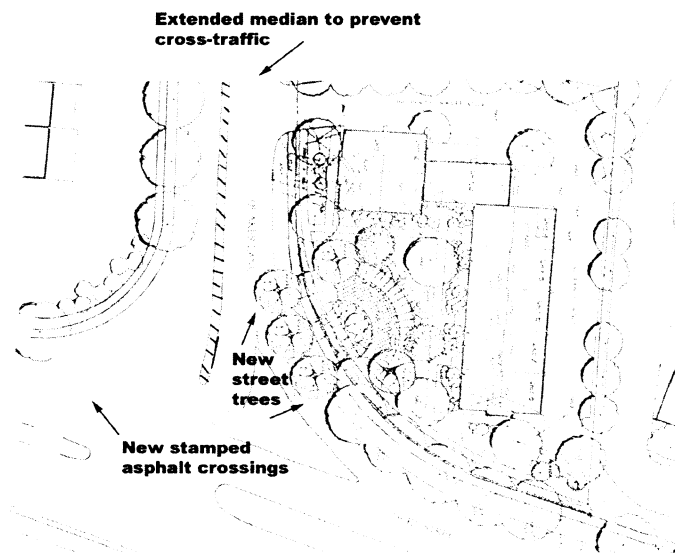 Extended median to prevent
cross-traffic
New
street
trees
New stamped
asphalt crossings